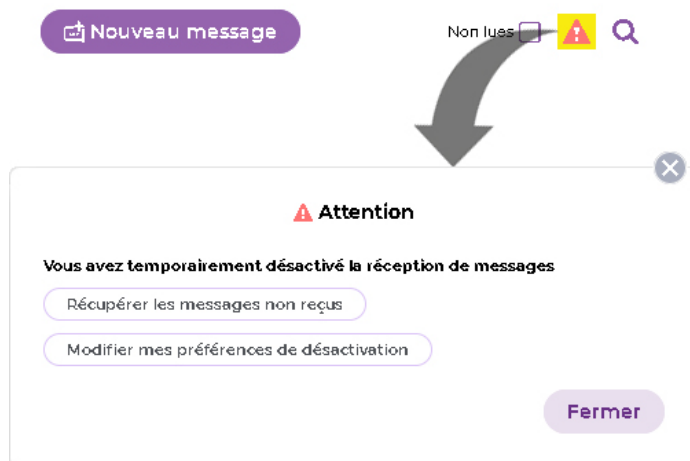 Nouveau message
Non lues
Attention
Vous avez temporairement désactivé la réception de messages
Récupérer les messages non reçus
Modifier mes préférences de désactivation
Fermer